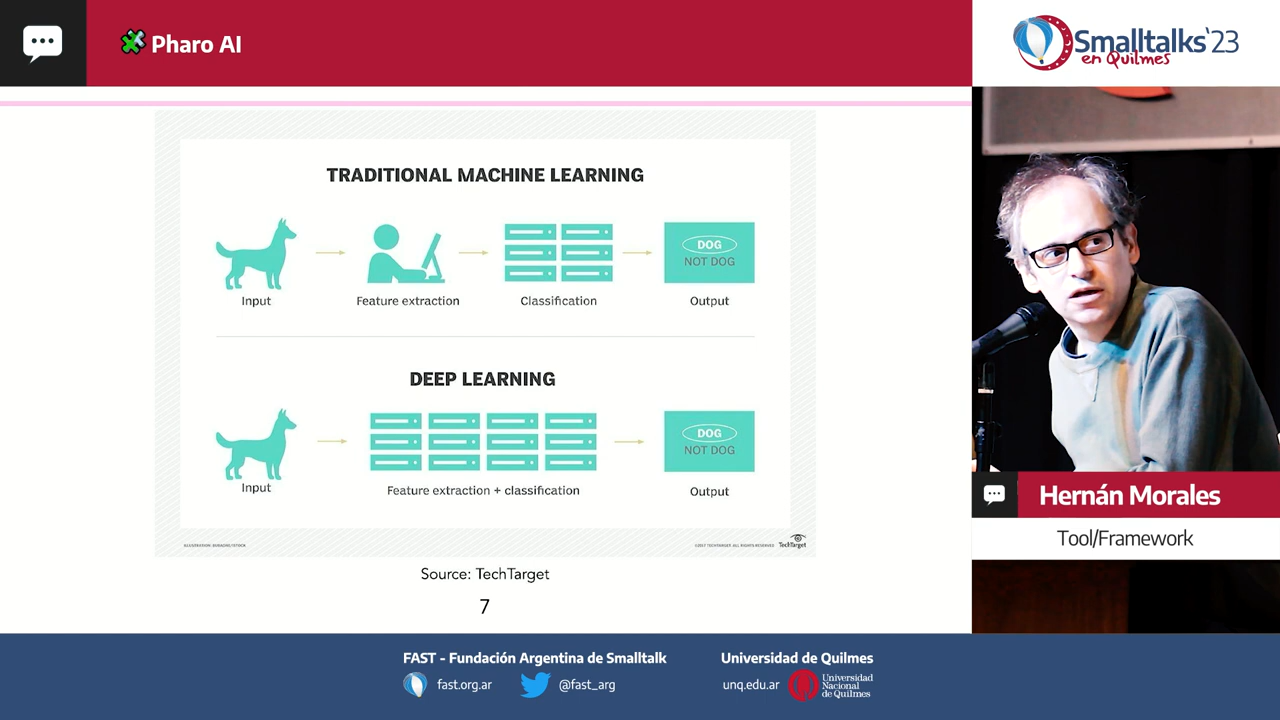 Pharo AI
Smalltalks'23
en Quilmes
TRADITIONAL MACHINE LEARNING
DOG
NOT DOG
Input
Feature extraction
Classification
Output
DEEP LEARNING
DOG
NOT DOG
Input
Feature extraction + classification
Output
TechTarget
Source: TechTarget
7
Hernán Morales
Tool/Framework
FAST - Fundación Argentina de Smalltalk
fast.org.ar
@fast_arg
Universidad de Quilmes
unq.edu.ar
Universidad
Nacional
de Quilmes